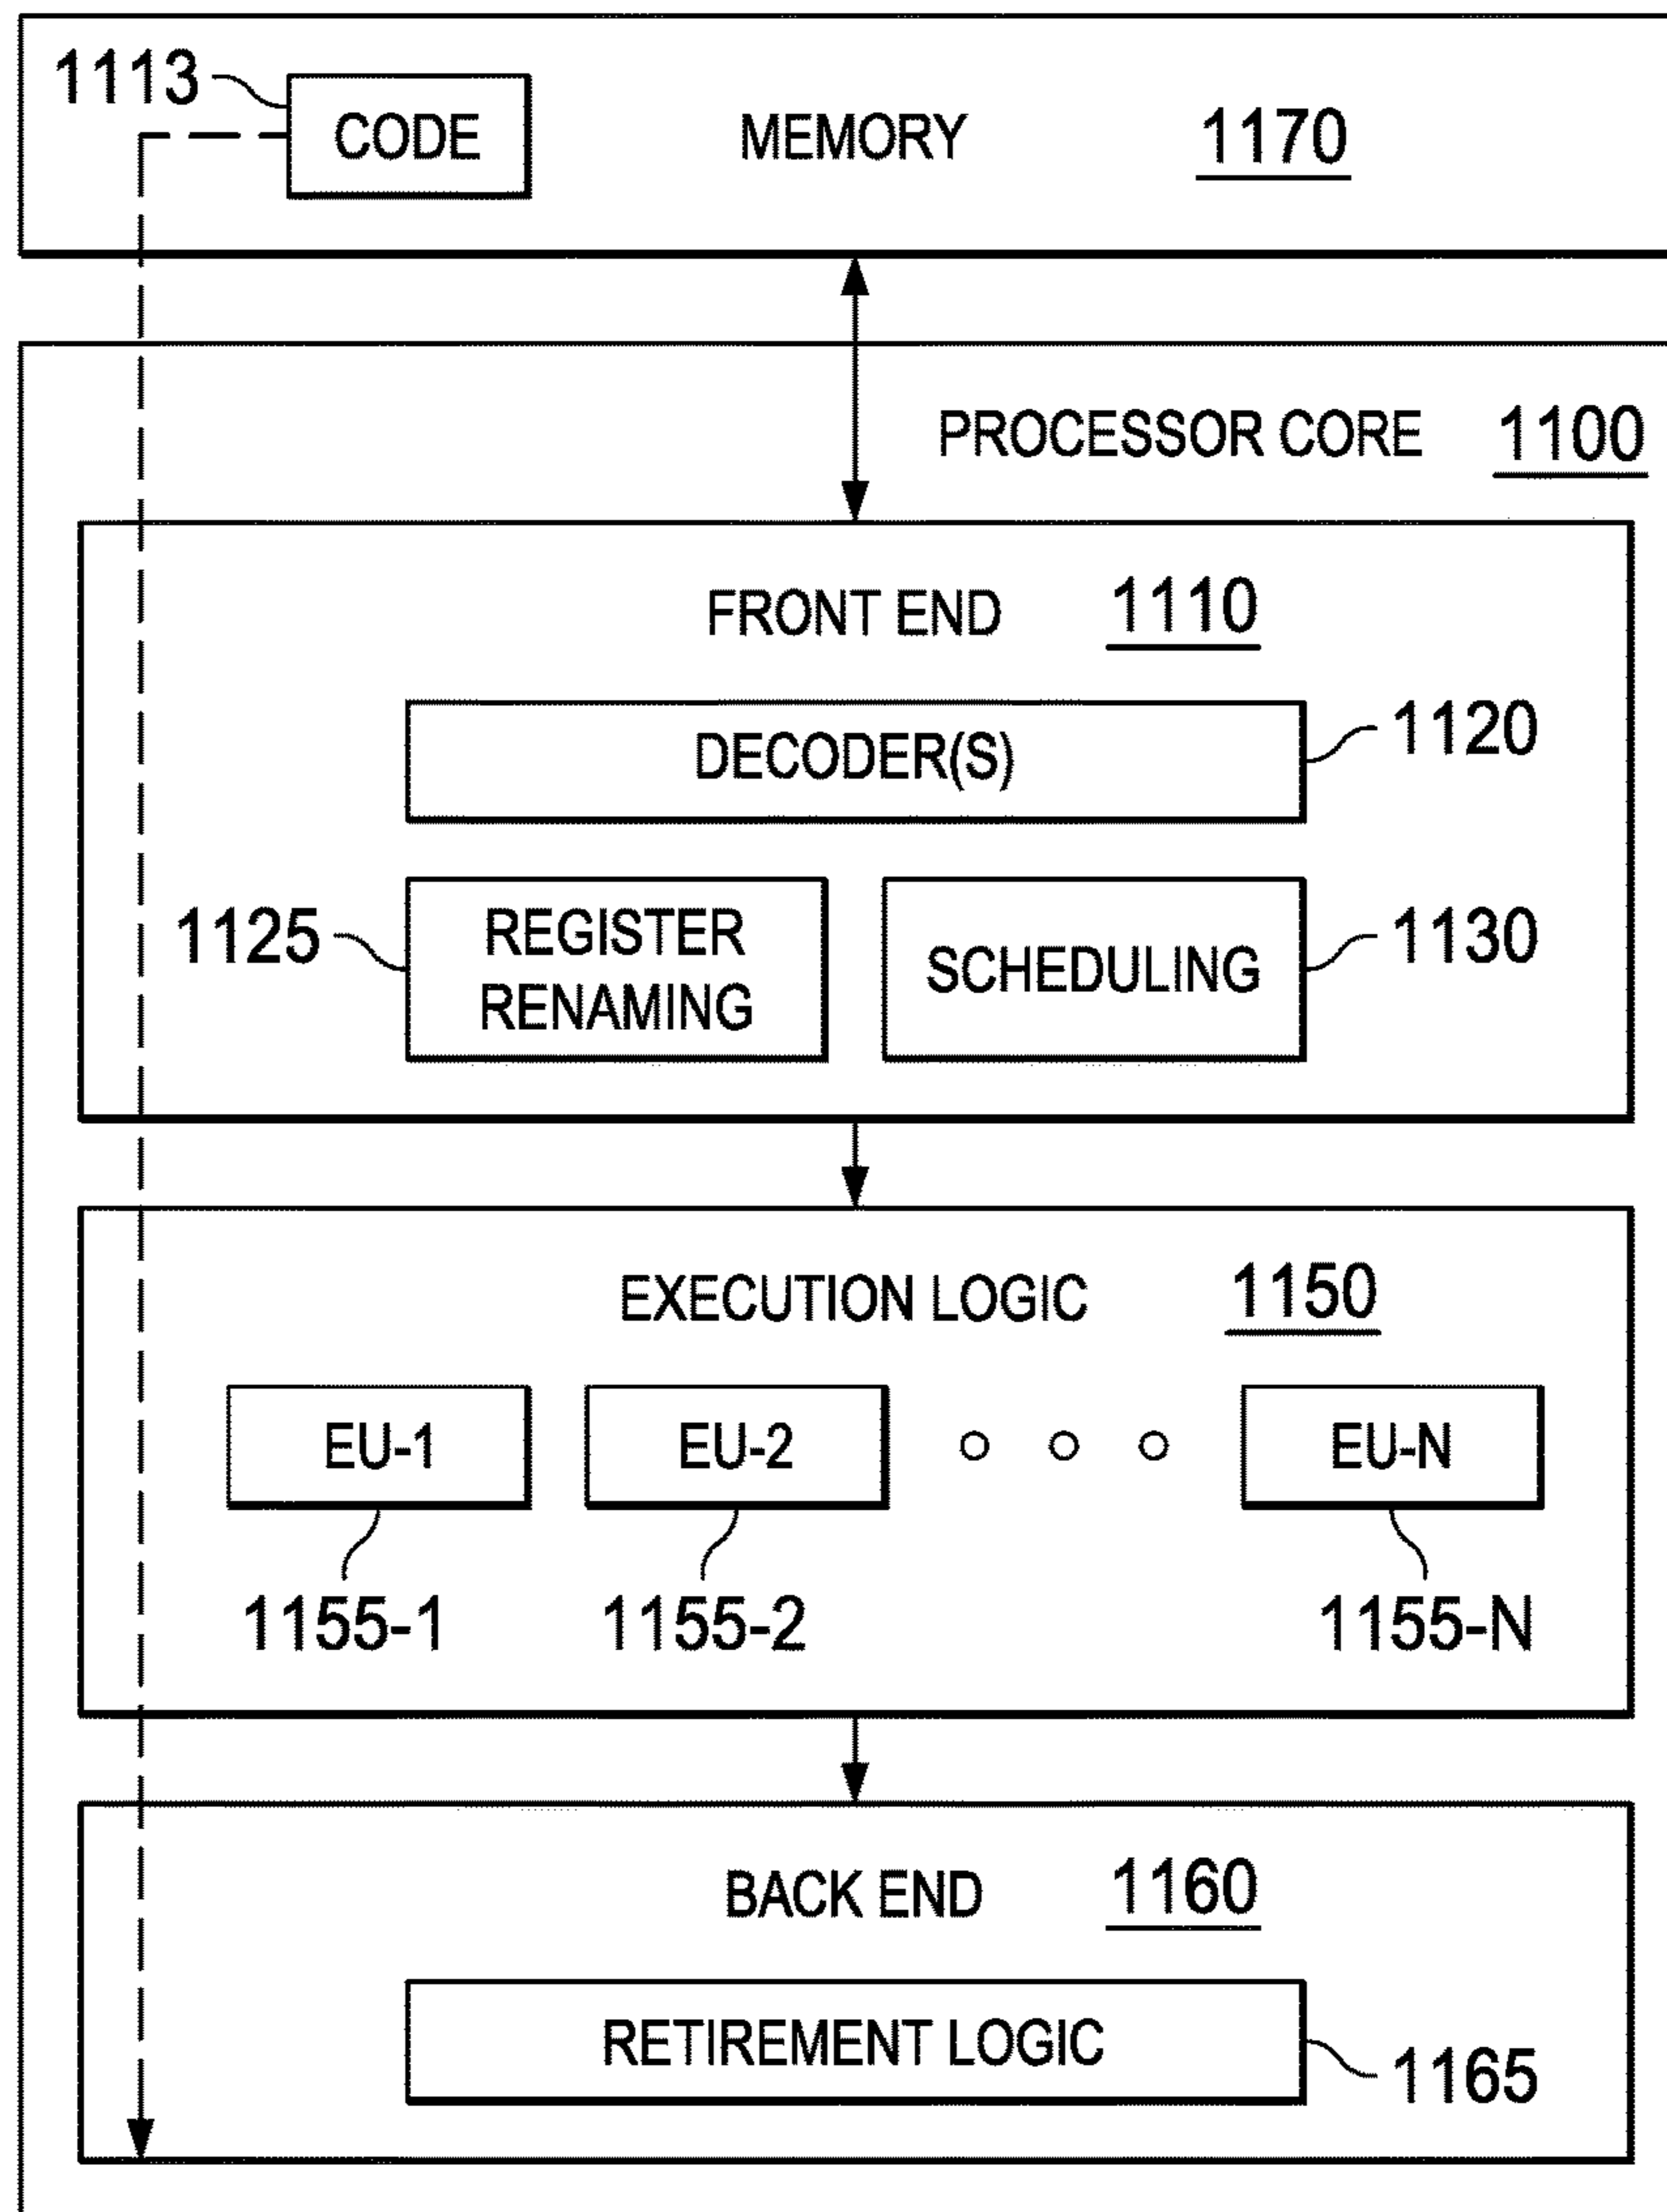 1113
CODE
MEMORY 1170
PROCESSOR CORE 1100
FRONT END 1110
DECODER(S)
1120
1125
REGISTER
RENAMING
SCHEDULING
1130
EXECUTION LOGIC 1150
EU-1
EU-2
EU-N
1155-1
1155-2
1155-N
BACK END 1160
RETIREMENT LOGIC
1165